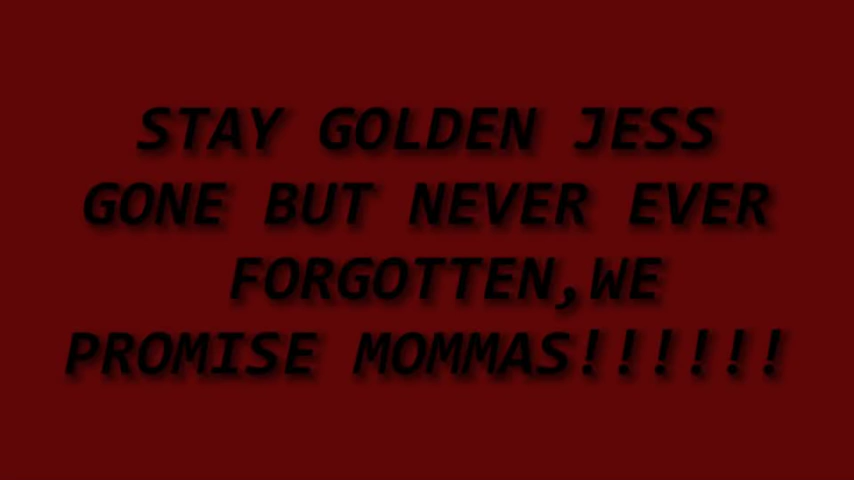 STAY GOLDEN JESS
GONE BUT NEVER EVER
FORGOTTEN,WE
PROMISE MOMMAS!!!!!!